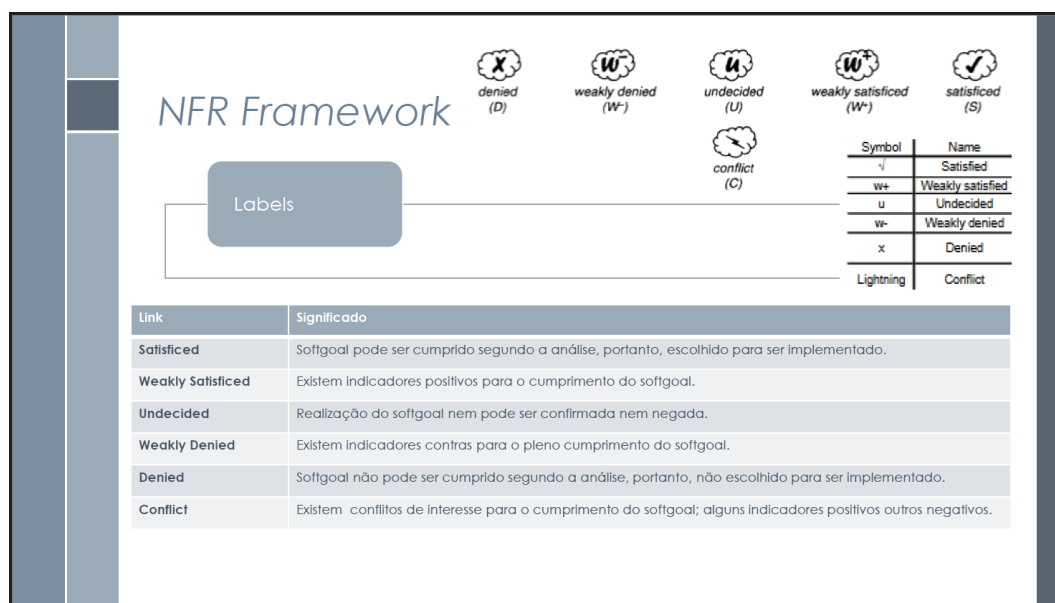 NFR Framework
X
denied
(D)
W-
weakly denied
(W-)
u
undecided
(U)
W+
weakly satisficed
(W+)
✓
satisficed
(S)
conflict
(C)
Labels
Symbol Name
√ Satisfied
w+ Weakly satisfied
u Undecided
w- Weakly denied
x Denied
Lightning Conflict
Link Significado
Satisficed Softgoal pode ser cumprido segundo a análise, portanto, escolhido para ser implementado.
Weakly Satisficed Existem indicadores positivos para o cumprimento do softgoal.
Undecided Realização do softgoal nem pode ser confirmada nem negada.
Weakly Denied Existem indicadores contras para o pleno cumprimento do softgoal.
Denied Softgoal não pode ser cumprido segundo a análise, portanto, não escolhido para ser implementado.
Conflict Existem conflitos de interesse para o cumprimento do softgoal; alguns indicadores positivos outros negativos.